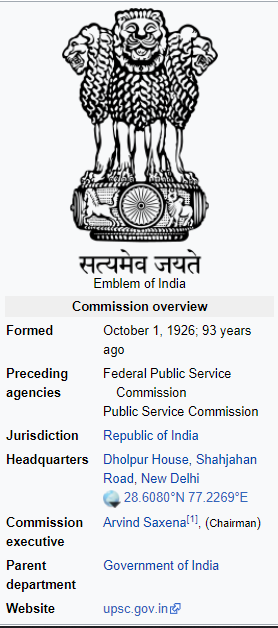 सत्यमेव जयते
Emblem of India
Commission overview
Formed October 1, 1926; 93 years
ago
Preceding Federal Public Service
agencies Commission
Public Service Commission
Jurisdiction Republic of India
Headquarters Dholpur House, Shahjahan
Road, New Delhi
28.6080°N 77.2269°E
Commission Arvind Saxena[1], (Chairman)
executive
Parent Government of India
department
Website upsc.gov.in